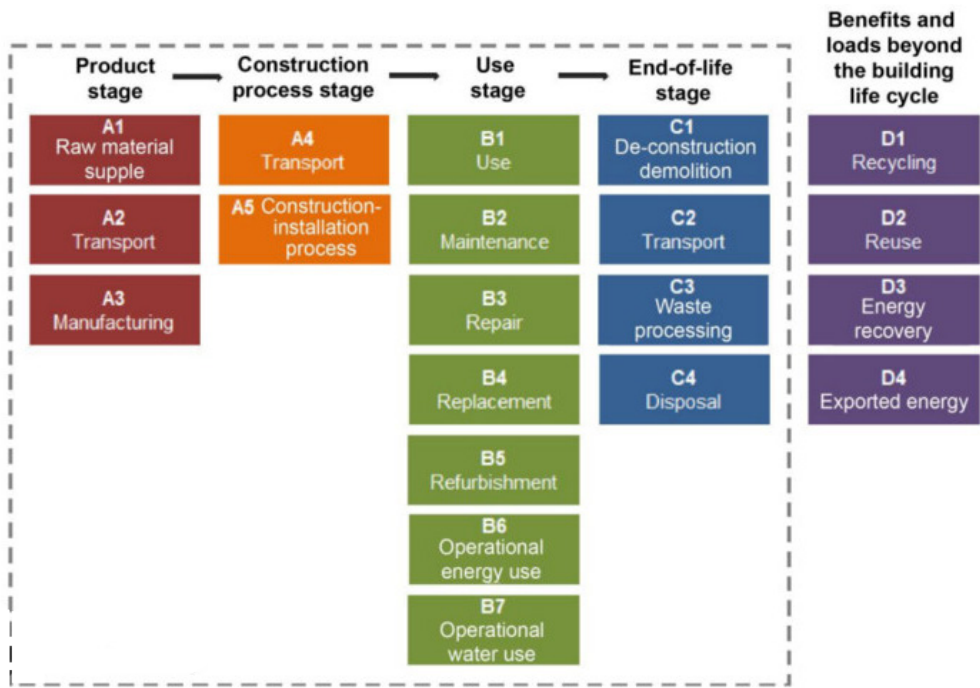 Product
stage
Construction
process stage
Use
stage
End-of-life
stage
Benefits and
loads beyond
the building
life cycle
A1
Raw material
supple
A2
Transport
A3
Manufacturing
A4
Transport
A5 Construction-
installation
process
B1
Use
B2
Maintenance
B3
Repair
B4
Replacement
B5
Refurbishment
B6
Operational
energy use
B7
Operational
water use
C1
De-construction
demolition
C2
Transport
C3
Waste
processing
C4
Disposal
D1
Recycling
D2
Reuse
D3
Energy
recovery
D4
Exported energy